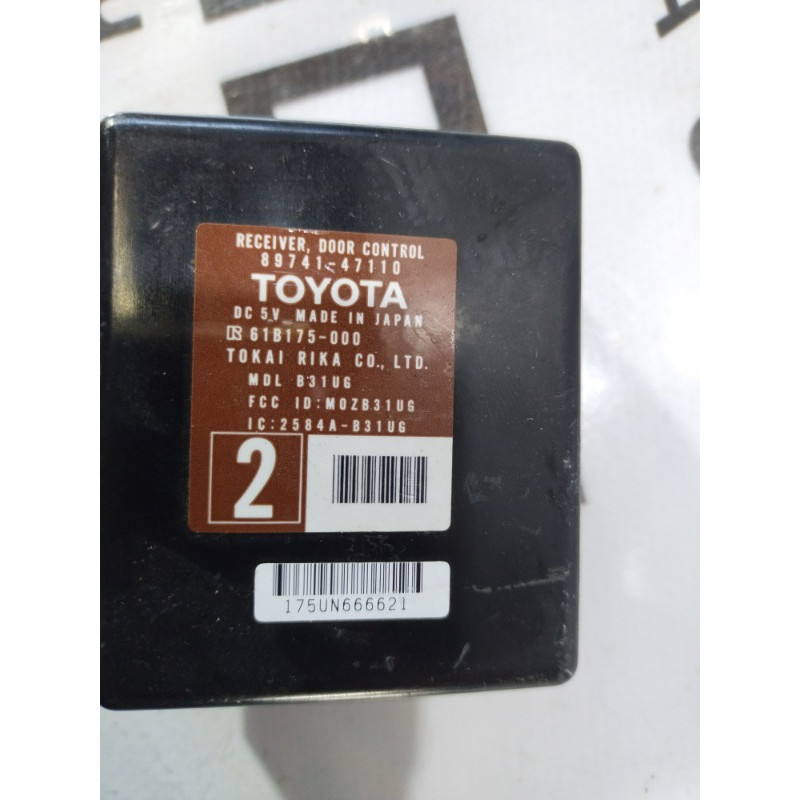 RECEIVER, DOOR CONTROL
89741-47110
TOYOTA
DC 5V MADE IN JAPAN
61B175-000
TOKAI RIKA CO., LTD.
MDL B31UG
FCC ID:MOZB31UG
IC:2584A-B31UG
2
175UN666621